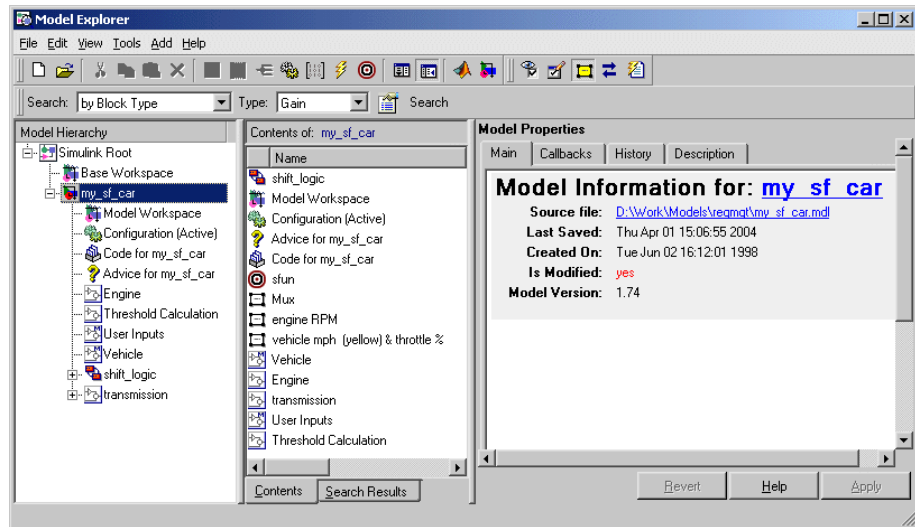 Model Explorer
File Edit View Tools Add Help
Search: by Block Type Type: Gain Search
Model Hierarchy
Simulink Root
Base Workspace
my_sf_car
Model Workspace
Configuration (Active)
Code for my_sf_car
Advice for my_sf_car
Engine
Threshold Calculation
User Inputs
Vehicle
shift_logic
transmission
Contents of: my_sf_car
Name
shift_logic
Model Workspace
Configuration (Active)
Advice for my_sf_car
Code for my_sf_car
sfun
Mux
engine RPM
vehicle mph (yellow) & throttle %
Vehicle
Engine
transmission
User Inputs
Threshold Calculation
Contents Search Results
Model Properties
Main Callbacks History Description
Model Information for: my_sf_car
Source file: D:\Work\Models\reqmgt\my_sf_car.mdl
Last Saved: Thu Apr 01 15:06:55 2004
Created On: Tue Jun 02 16:12:01 1998
Is Modified: yes
Model Version: 1.74
Revert Help Apply